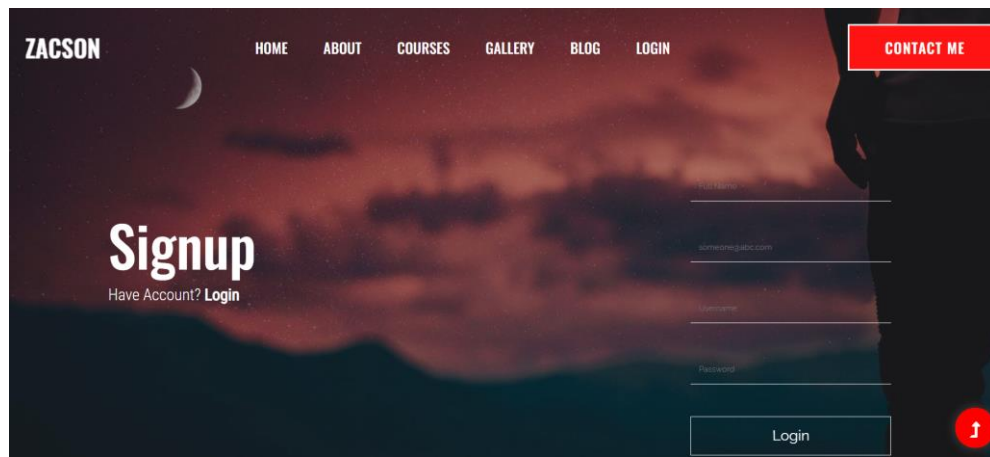 ZACSON
HOME ABOUT COURSES GALLERY BLOG LOGIN
CONTACT ME
Signup
Have Account? Login
Full Name
someone@abc.com
Username
Password
Login